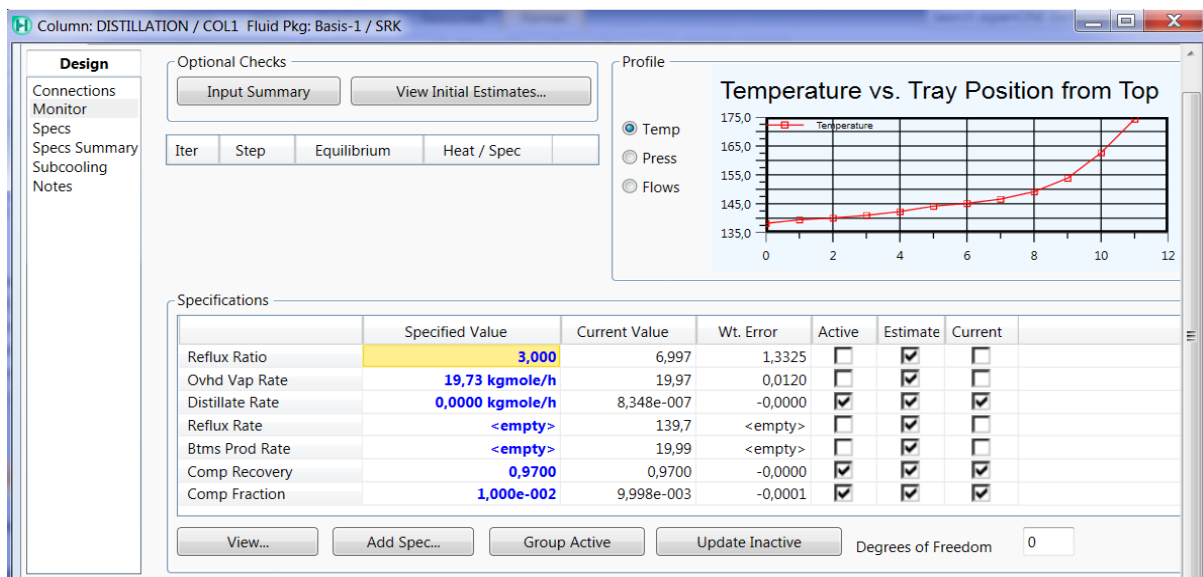 Column: DISTILLATION / COL1 Fluid Pkg: Basis-1 / SRK
Design
Connections
Monitor
Specs
Specs Summary
Subcooling
Notes
Optional Checks
Input Summary
View Initial Estimates...
Iter Step Equilibrium Heat / Spec
Profile
Temp
Press
Flows
Temperature vs. Tray Position from Top
Temperature
175,0
165,0
155,0
145,0
135,0
0 2 4 6 8 10 12
Specifications
Specified Value Current Value Wt. Error Active Estimate Current
Reflux Ratio 3,000 6,997 1,3325
Ovhd Vap Rate 19,73 kgmole/h 19,97 0,0120
Distillate Rate 0,0000 kgmole/h 8,348e-007 -0,0000
Reflux Rate <empty> 139,7 <empty>
Btms Prod Rate <empty> 19,99 <empty>
Comp Recovery 0,9700 0,9700 -0,0000
Comp Fraction 1,000e-002 9,998e-003 -0,0001
View...
Add Spec...
Group Active
Update Inactive
Degrees of Freedom 0